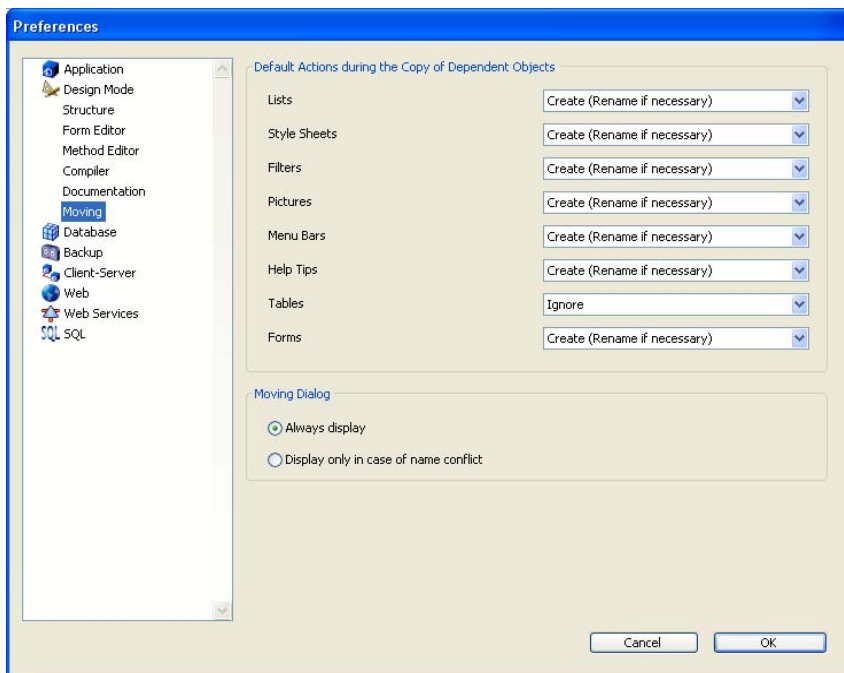 Preferences
Application
Design Mode
Structure
Form Editor
Method Editor
Compiler
Documentation
Moving
Database
Backup
Client-Server
Web
Web Services
SQL SQL
Default Actions during the Copy of Dependent Objects
Lists Create (Rename if necessary)
Style Sheets Create (Rename if necessary)
Filters Create (Rename if necessary)
Pictures Create (Rename if necessary)
Menu Bars Create (Rename if necessary)
Help Tips Create (Rename if necessary)
Tables Ignore
Forms Create (Rename if necessary)
Moving Dialog
Always display
Display only in case of name conflict
Cancel OK